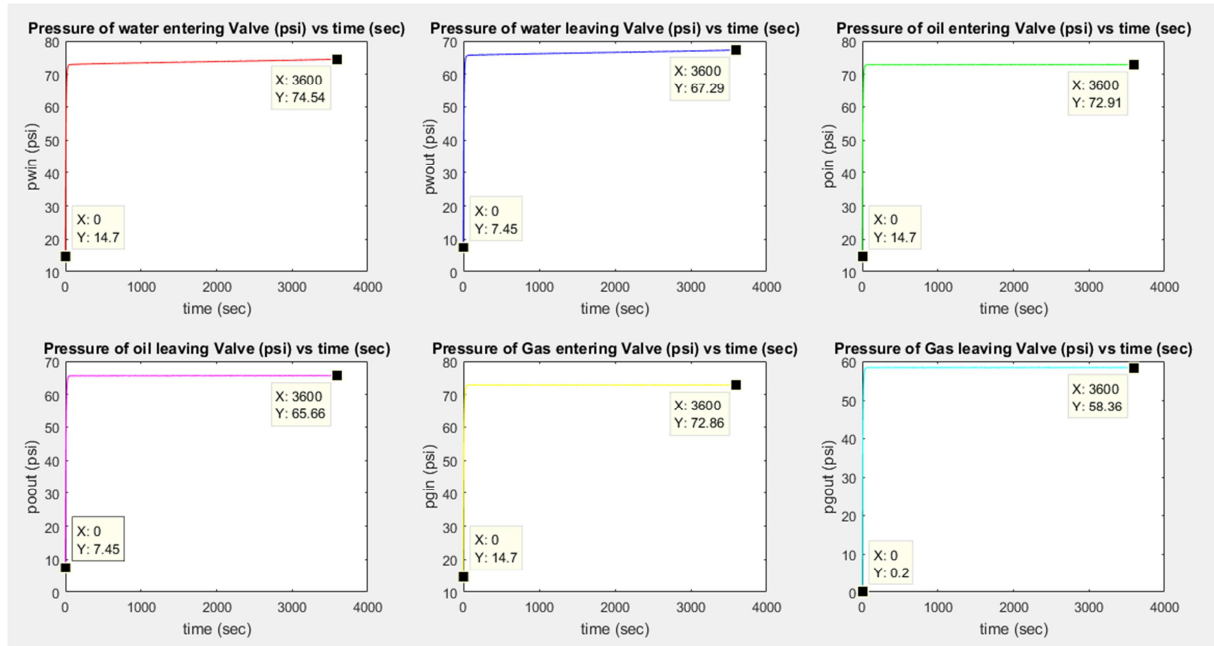 Pressure of water entering Valve (psi) vs time (sec)
80
70
60
50
40
30
20
10
pwin (psi)
X: 3600
Y: 74.54
X: 0
Y: 14.7
0
1000
2000
3000
4000
time (sec)
Pressure of water leaving Valve (psi) vs time (sec)
70
60
50
40
30
20
10
0
pwout (psi)
X: 3600
Y: 67.29
X: 0
Y: 7.45
0
1000
2000
3000
4000
time (sec)
Pressure of oil entering Valve (psi) vs time (sec)
80
70
60
50
40
30
20
10
poin (psi)
X: 3600
Y: 72.91
X: 0
Y: 14.7
0
1000
2000
3000
4000
time (sec)
Pressure of oil leaving Valve (psi) vs time (sec)
70
60
50
40
30
20
10
0
poout (psi)
X: 3600
Y: 65.66
X: 0
Y: 7.45
0
1000
2000
3000
4000
time (sec)
Pressure of Gas entering Valve (psi) vs time (sec)
80
70
60
50
40
30
20
10
pgin (psi)
X: 3600
Y: 72.86
X: 0
Y: 14.7
0
1000
2000
3000
4000
time (sec)
Pressure of Gas leaving Valve (psi) vs time (sec)
60
50
40
30
20
10
0
pgout (psi)
X: 3600
Y: 58.36
X: 0
Y: 0.2
0
1000
2000
3000
4000
time (sec)